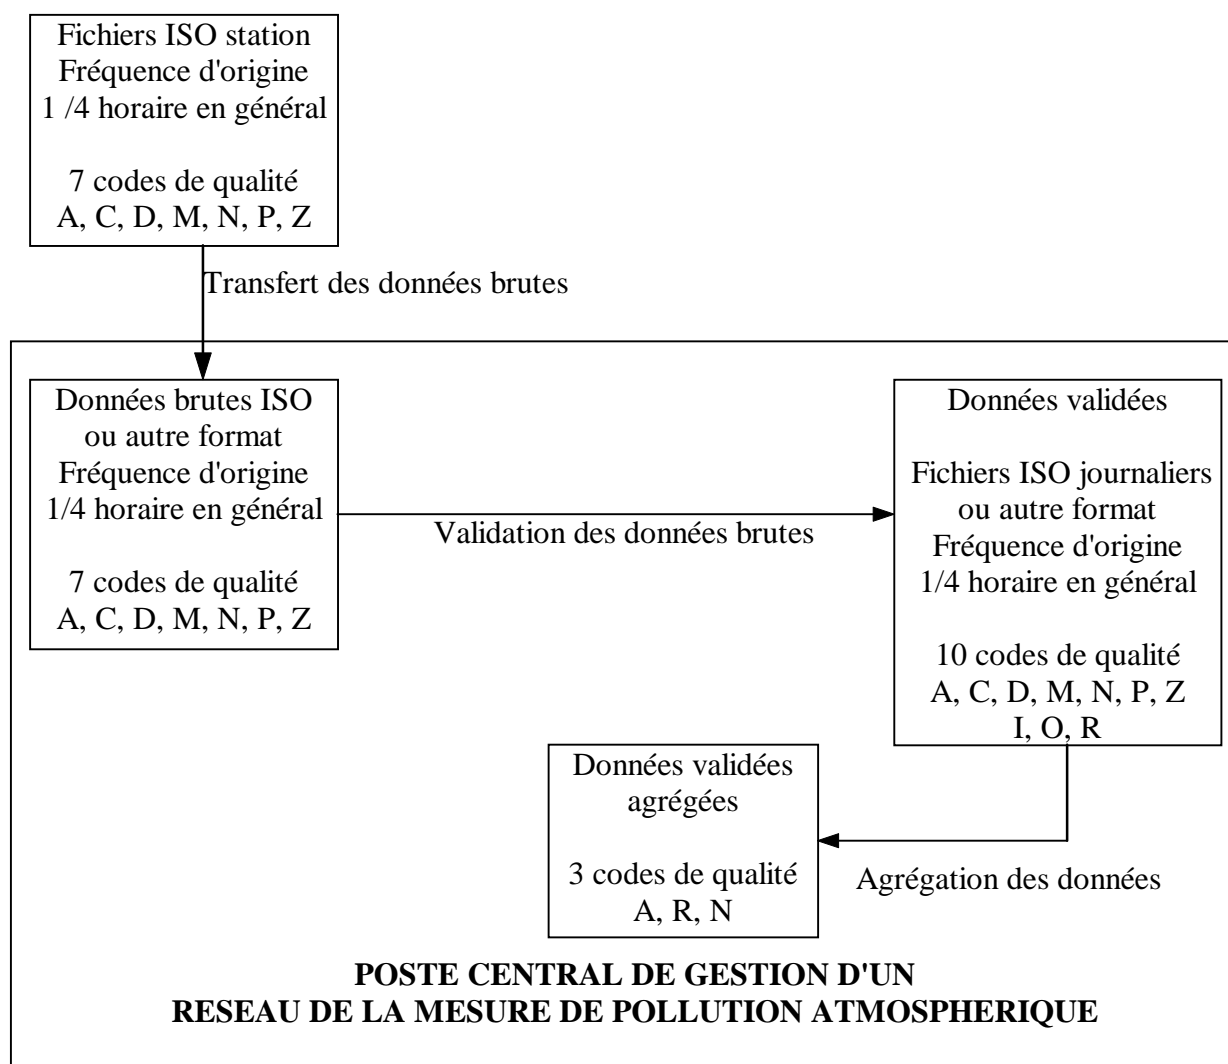 Fichiers ISO station
Fréquence d'origine
1 /4 horaire en général
7 codes de qualité
A, C, D, M, N, P, Z
Transfert des données brutes
Données brutes ISO
ou autre format
Fréquence d'origine
1/4 horaire en général
7 codes de qualité
A, C, D, M, N, P, Z
Validation des données brutes
Données validées
Fichiers ISO journaliers
ou autre format
Fréquence d'origine
1/4 horaire en général
10 codes de qualité
A, C, D, M, N, P, Z
I, O, R
Données validées
agrégées
3 codes de qualité
A, R, N
Agrégation des données
POSTE CENTRAL DE GESTION D'UN
RESEAU DE LA MESURE DE POLLUTION ATMOSPHERIQUE